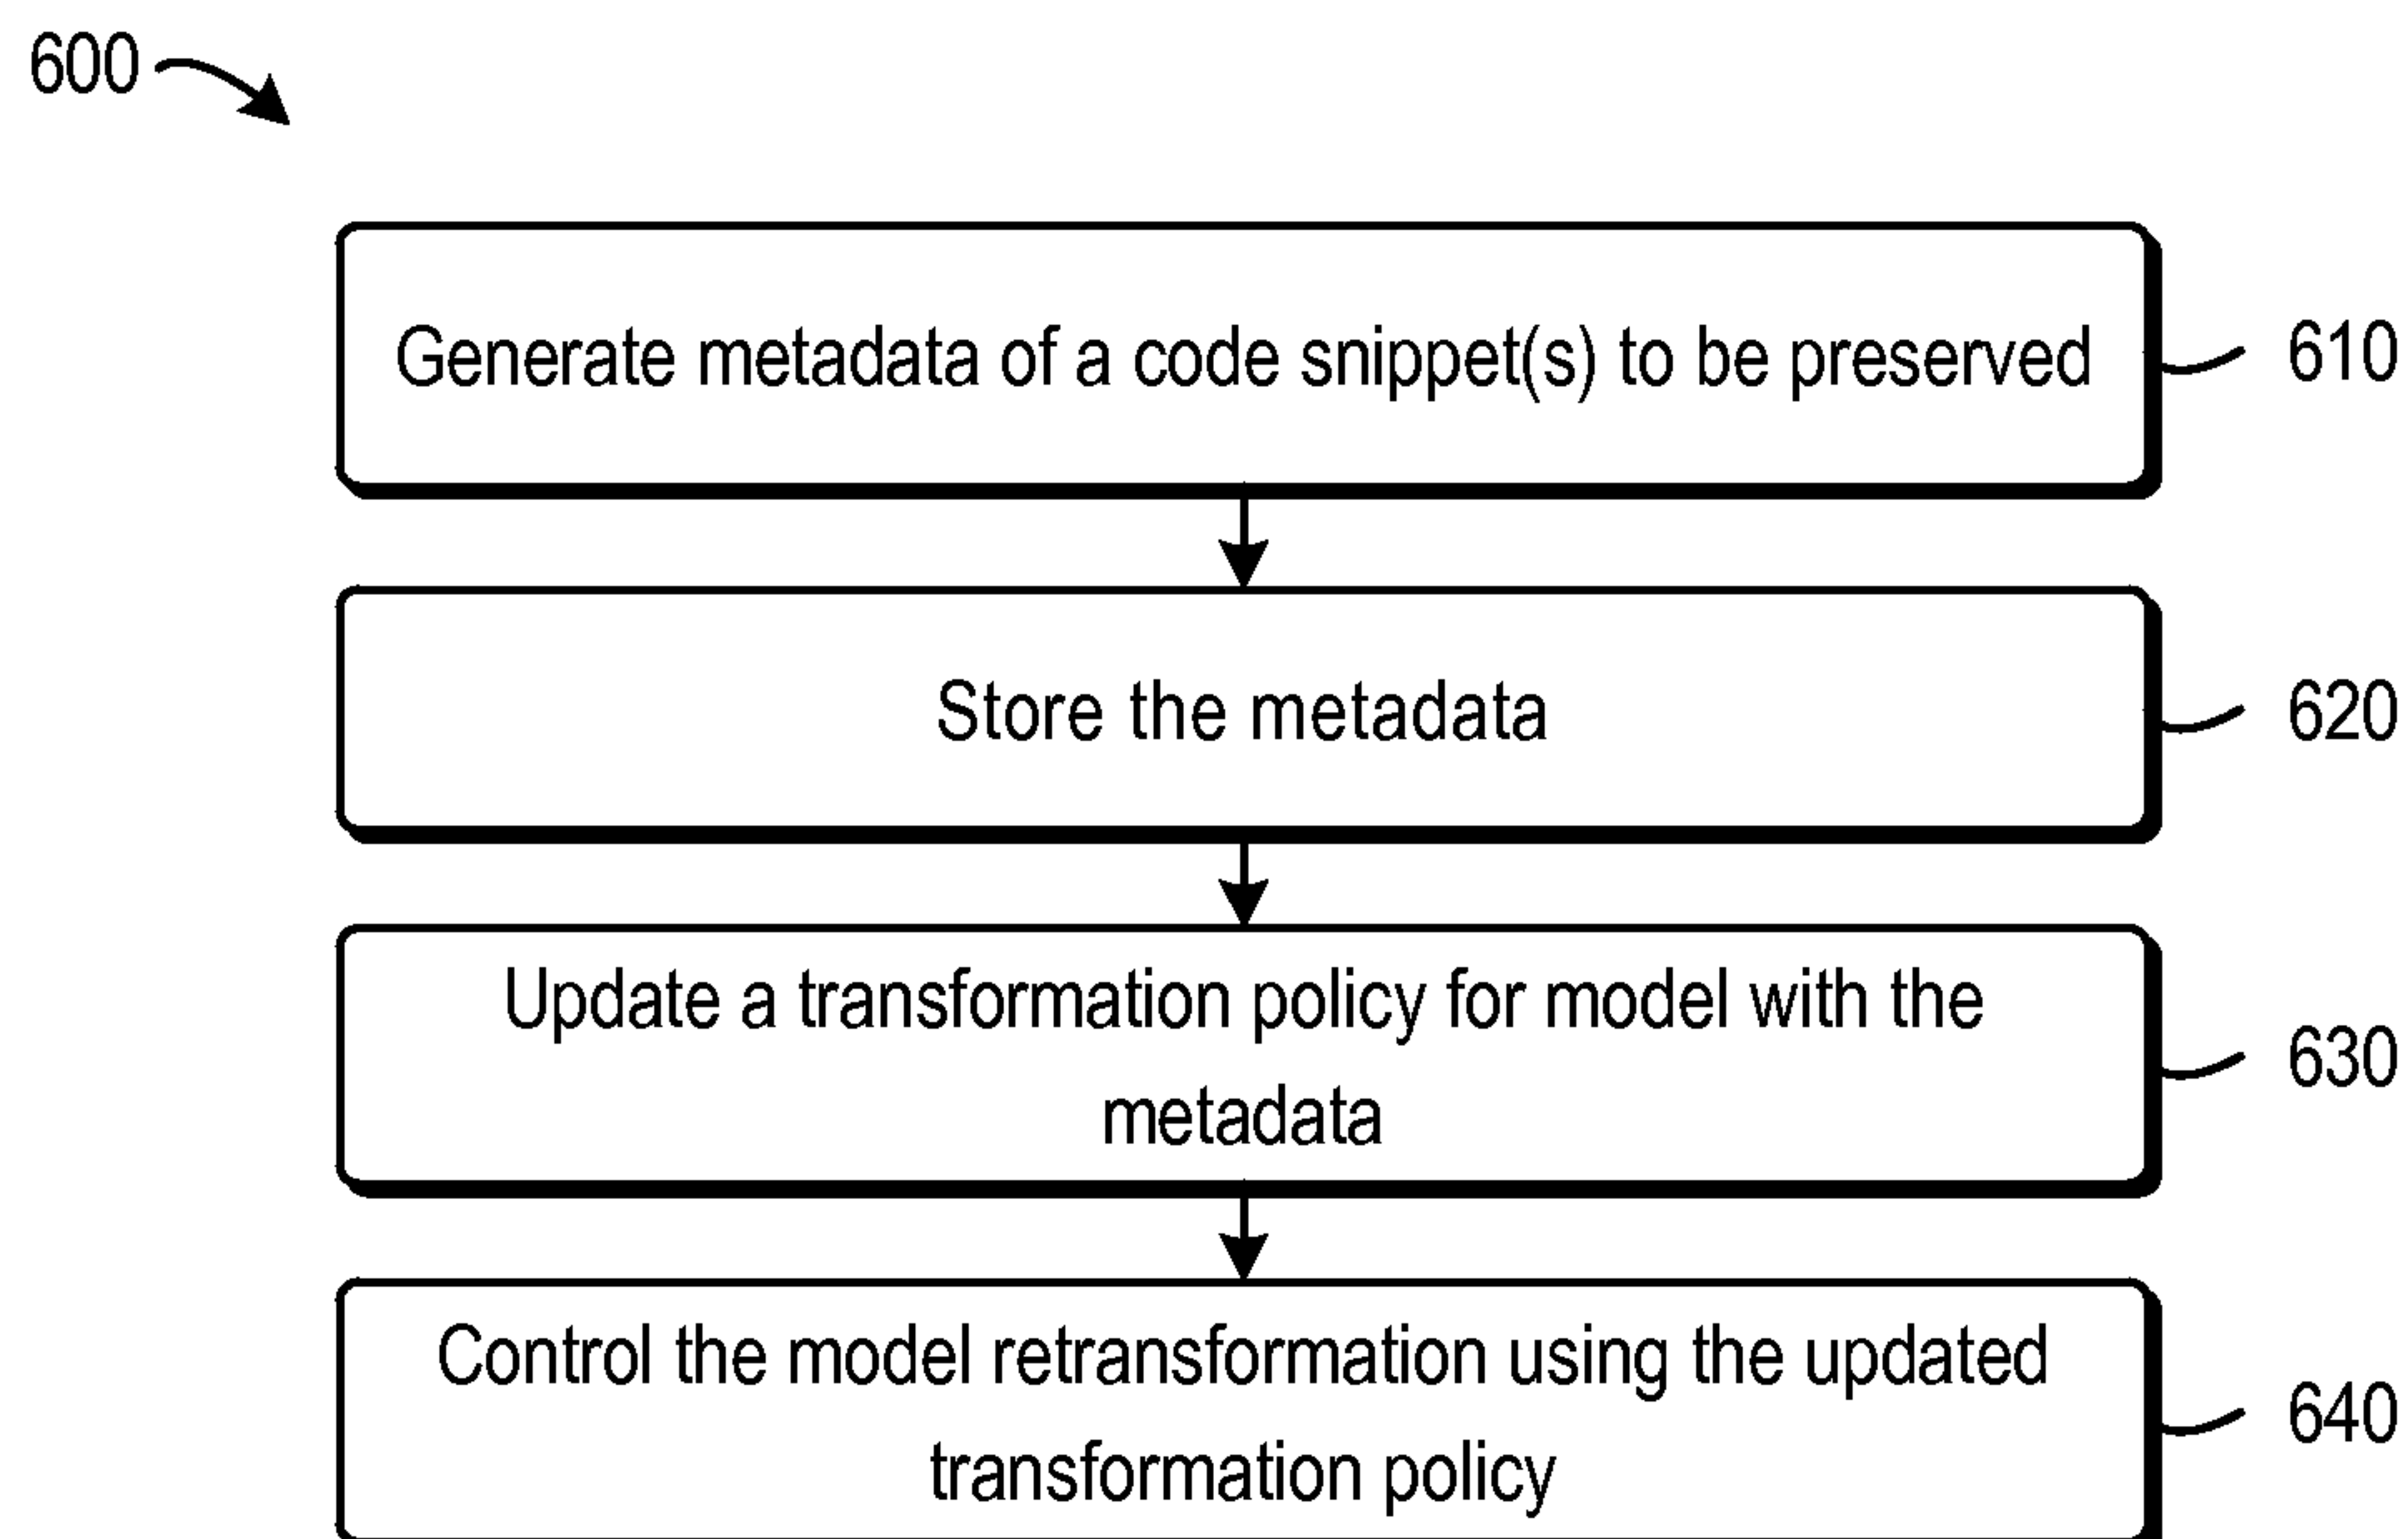 600
Generate metadata of a code snippet(s) to be preserved
610
Store the metadata
620
Update a transformation policy for model with the
metadata
630
Control the model retransformation using the updated
transformation policy
640